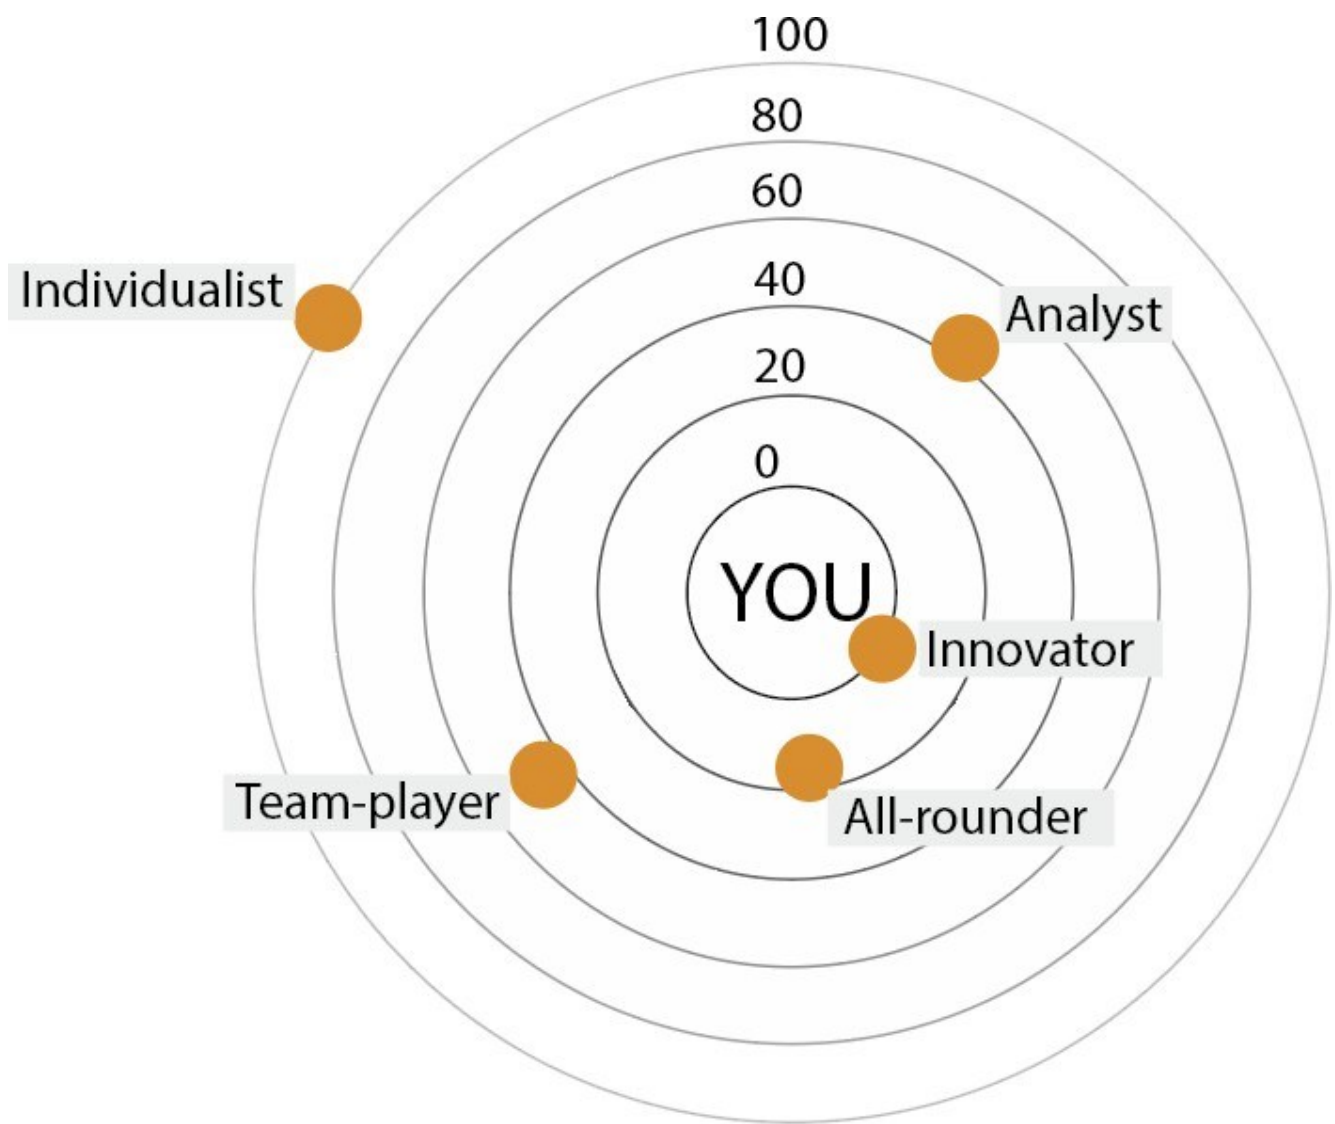 100
80
60
40
20
0
Individualist
Analyst
YOU
Innovator
Team-player
All-rounder